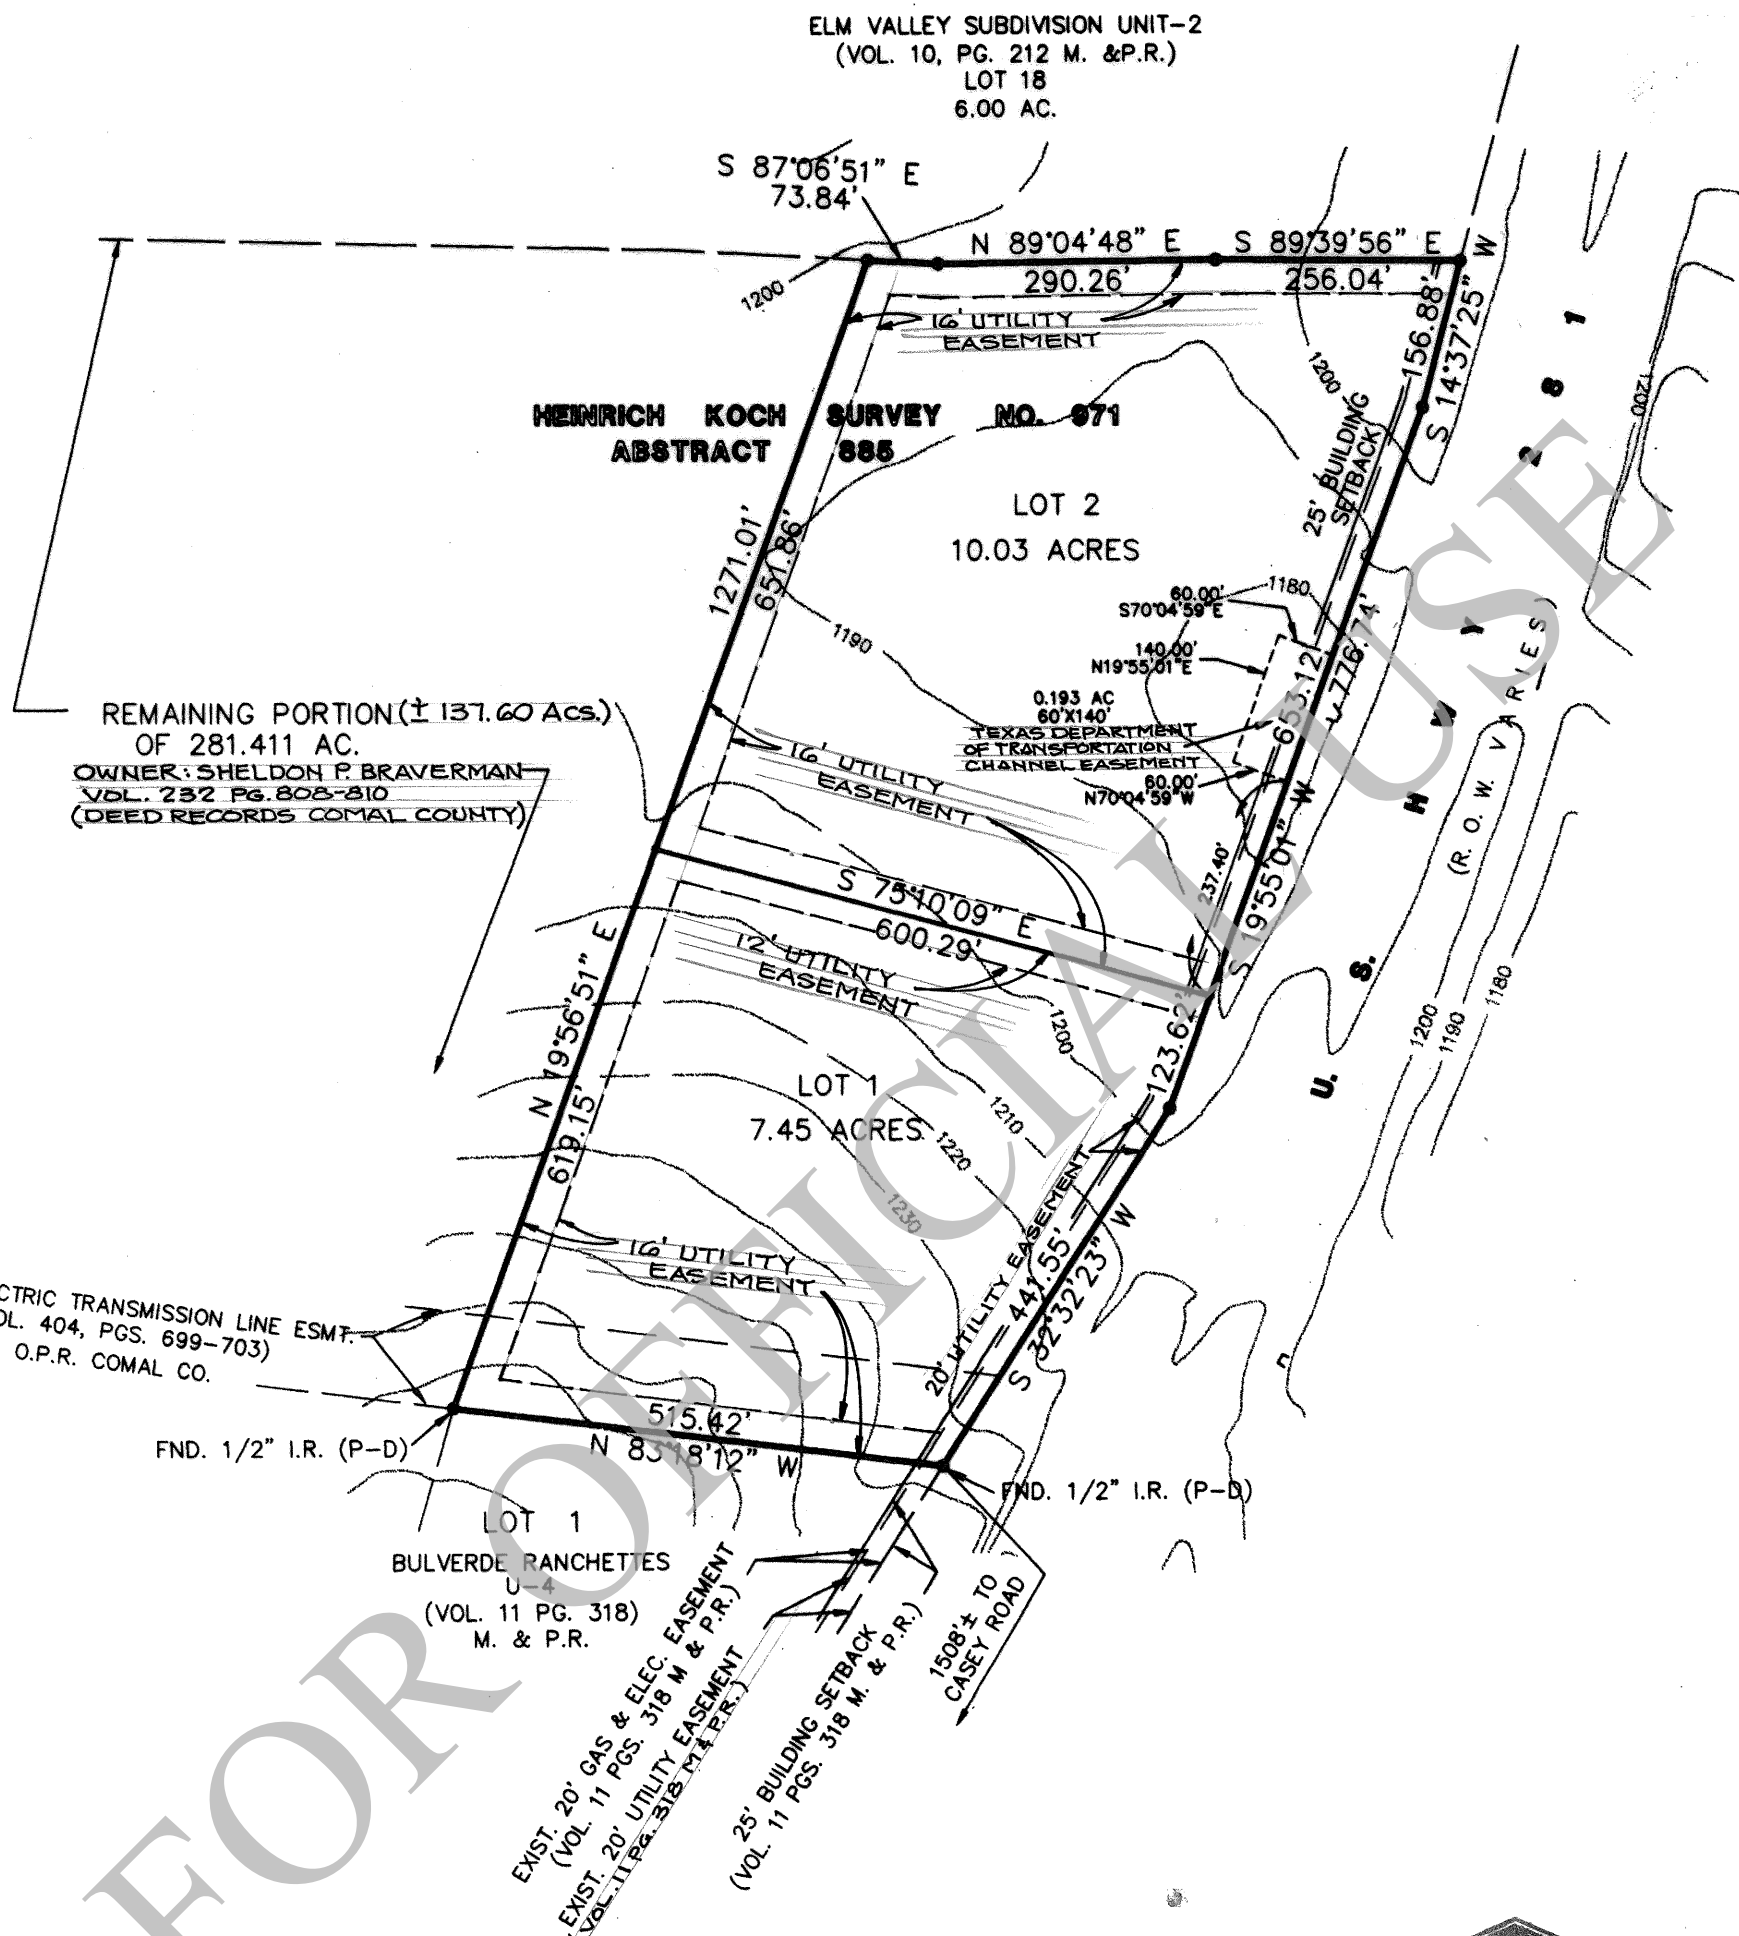 ELM VALLEY SUBDIVISION UNIT-2
(VOL. 10, PG. 212 M. &P.R.)
LOT 18
6.00 AC.
S 87°06'51" E
73.84'
N 89°04'48" E
290.26'
S 89°39'56" E
256.04'
1200
16' UTILITY
EASEMENT
1200
156.88'
S 14°37'25" W
1200
25' BUILDING
SETBACK
HEINRICH KOCH SURVEY NO. 971
ABSTRACT 885
LOT 2
10.03 ACRES
1271.01'
651.86'
1190
60.00'
S70°04'59"E
1180
140.00'
N19°55'01"E
0.193 AC
60'X140'
TEXAS DEPARTMENT
OF TRANSPORTATION
CHANNEL EASEMENT
60.00'
N70°04'59"W
653.12'
776.74'
S 19°55'01" W
237.40'
U. S. HWY 281
(R. O. W. VARIES)
1200
1190
1180
REMAINING PORTION (± 137.60 Acs.)
OF 281.411 AC.
OWNER: SHELDON P. BRAVERMAN
VOL. 232 PG. 808-810
(DEED RECORDS COMAL COUNTY)
16' UTILITY
EASEMENT
S 75°10'09" E
600.29'
12' UTILITY
EASEMENT
N 19°56'51" E
619.15'
LOT 1
7.45 ACRES
1200
1210
1220
1230
123.62'
20' UTILITY EASEMENT
441.55'
S 32°32'23" W
16' UTILITY
EASEMENT
CTRIC TRANSMISSION LINE ESMT.
OL. 404, PGS. 699-703)
O.P.R. COMAL CO.
515.42'
N 83°18'12" W
FND. 1/2" I.R. (P-D)
FND. 1/2" I.R. (P-D)
LOT 1
BULVERDE RANCHETTES
U-4
(VOL. 11 PG. 318)
M. & P.R.
EXIST. 20' GAS & ELEC. EASEMENT
(VOL. 11 PGS. 318 M & P.R.)
EXIST. 20' UTILITY EASEMENT
VOL. 11 PG. 318 M & P.R.)
25' BUILDING SETBACK
(VOL. 11 PGS. 318 M. & P.R.)
1508'± TO
CASEY ROAD
FOR OFFICIAL USE